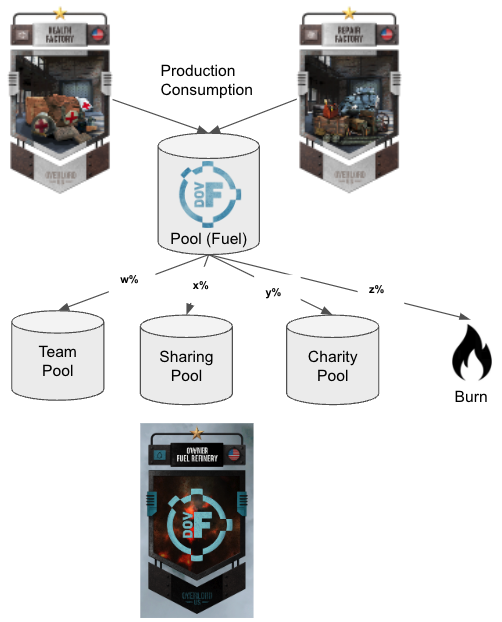 HEALTH
FACTORY
REPAIR
FACTORY
Production
Consumption
OVERLORD
OVERLORD
DOV
F
Pool (Fuel)
w%
x%
y%
z%
Team
Pool
Sharing
Pool
Charity
Pool
Burn
OWNER
FUEL REFINERY
DOV
F
OVERLORD